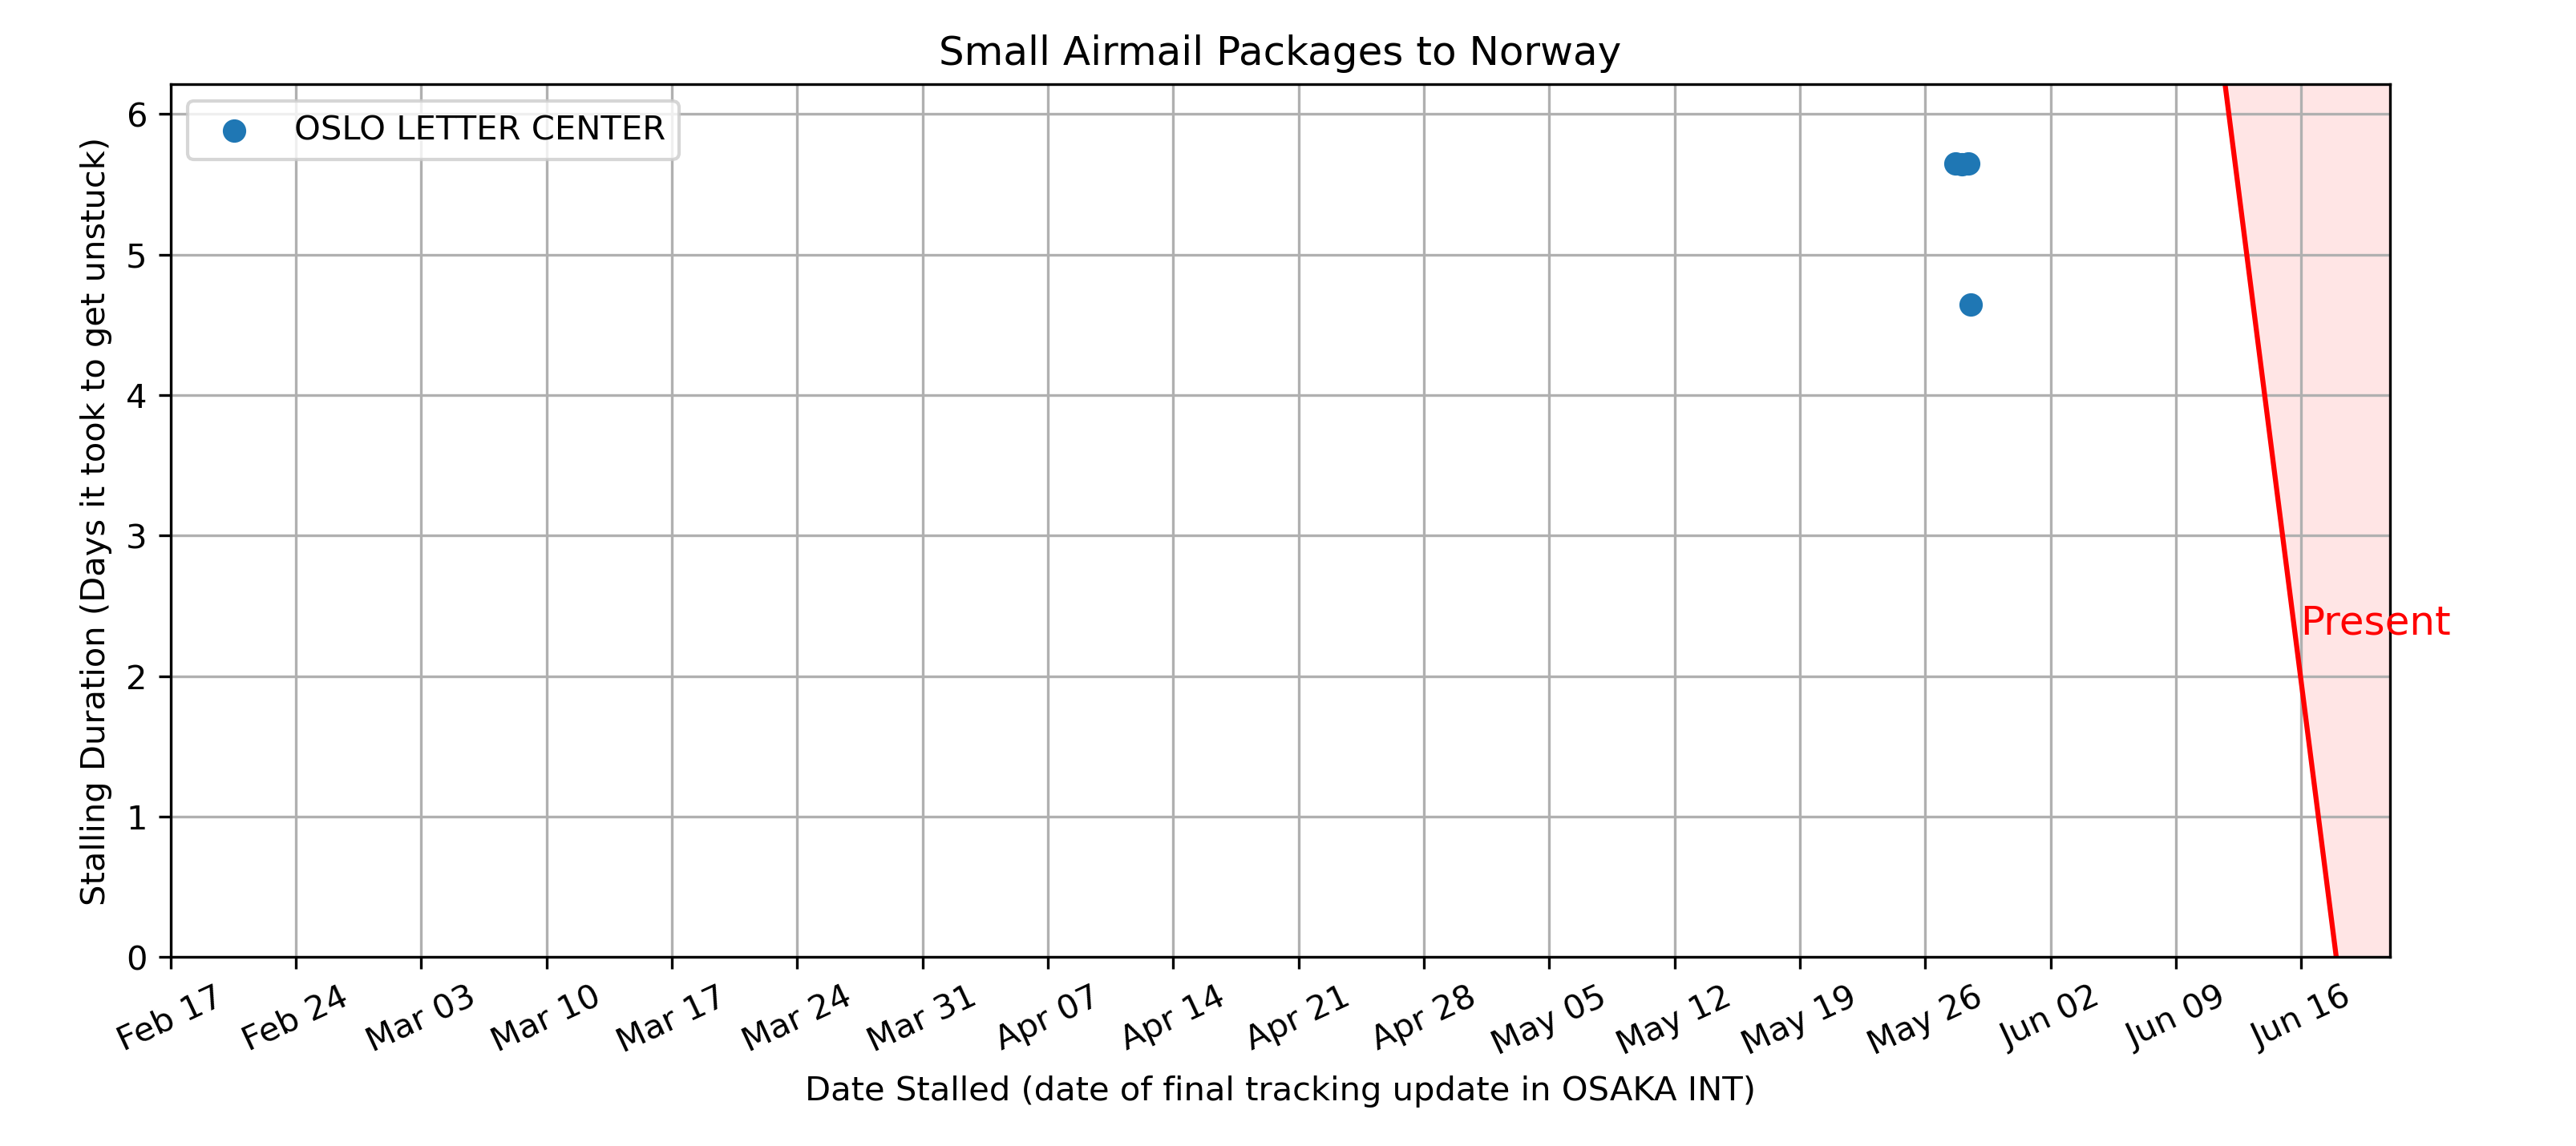 Small Airmail Packages to Norway
OSLO LETTER CENTER
Stalling Duration (Days it took to get unstuck)
6
5
4
3
2
1
0
Present
Feb 17
Feb 24
Mar 03
Mar 10
Mar 17
Mar 24
Mar 31
Apr 07
Apr 14
Apr 21
Apr 28
May 05
May 12
May 19
May 26
Jun 02
Jun 09
Jun 16
Date Stalled (date of final tracking update in OSAKA INT)